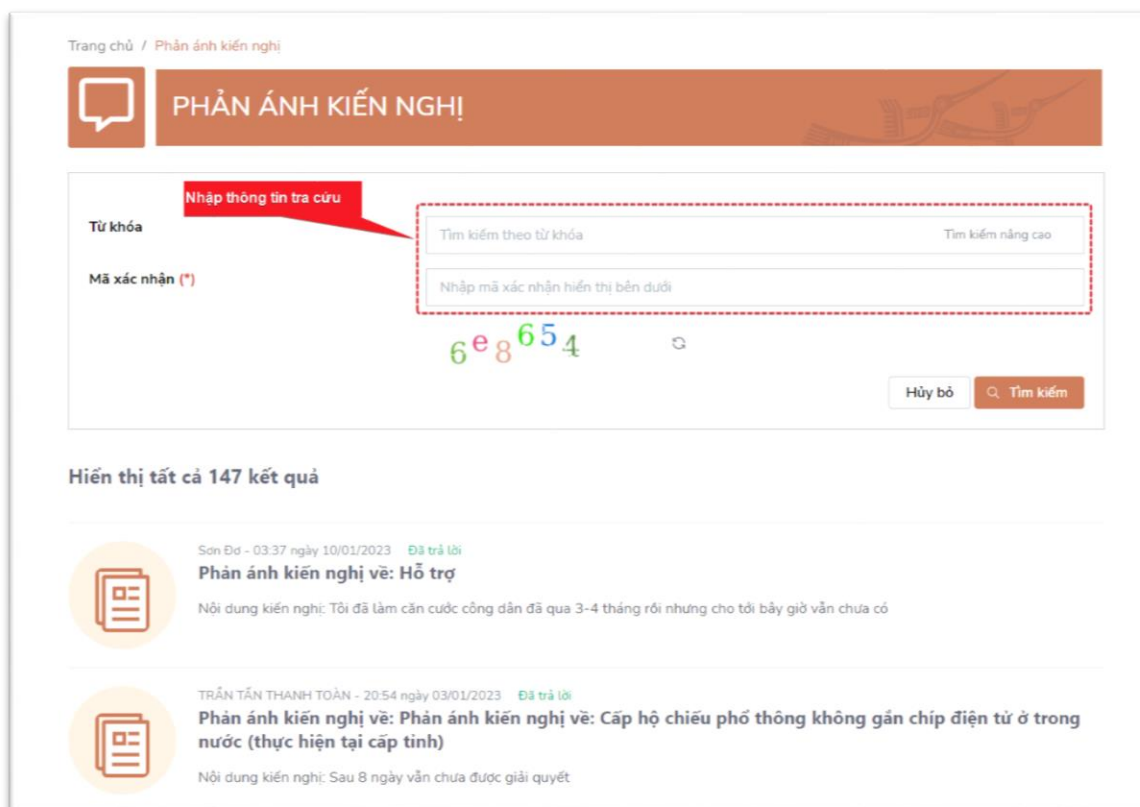 Trang chủ / Phản ánh kiến nghị
PHẢN ÁNH KIẾN NGHỊ
Nhập thông tin tra cứu
Từ khóa
Tìm kiếm theo từ khóa
Tìm kiếm nâng cao
Mã xác nhận (*)
Nhập mã xác nhận hiển thị bên dưới
6e8654
Hủy bỏ
Tìm kiếm
Hiển thị tất cả 147 kết quả
Sơn Đơ - 03:37 ngày 10/01/2023 Đã trả lời
Phản ánh kiến nghị về: Hỗ trợ
Nội dung kiến nghị: Tôi đã làm căn cước công dân đã qua 3-4 tháng rồi nhưng cho tới bây giờ vẫn chưa có
TRẦN TẤN THANH TOÀN - 20:54 ngày 03/01/2023 Đã trả lời
Phản ánh kiến nghị về: Phản ánh kiến nghị về: Cấp hộ chiếu phổ thông không gắn chíp điện tử ở trong
nước (thực hiện tại cấp tỉnh)
Nội dung kiến nghị: Sau 8 ngày vẫn chưa được giải quyết